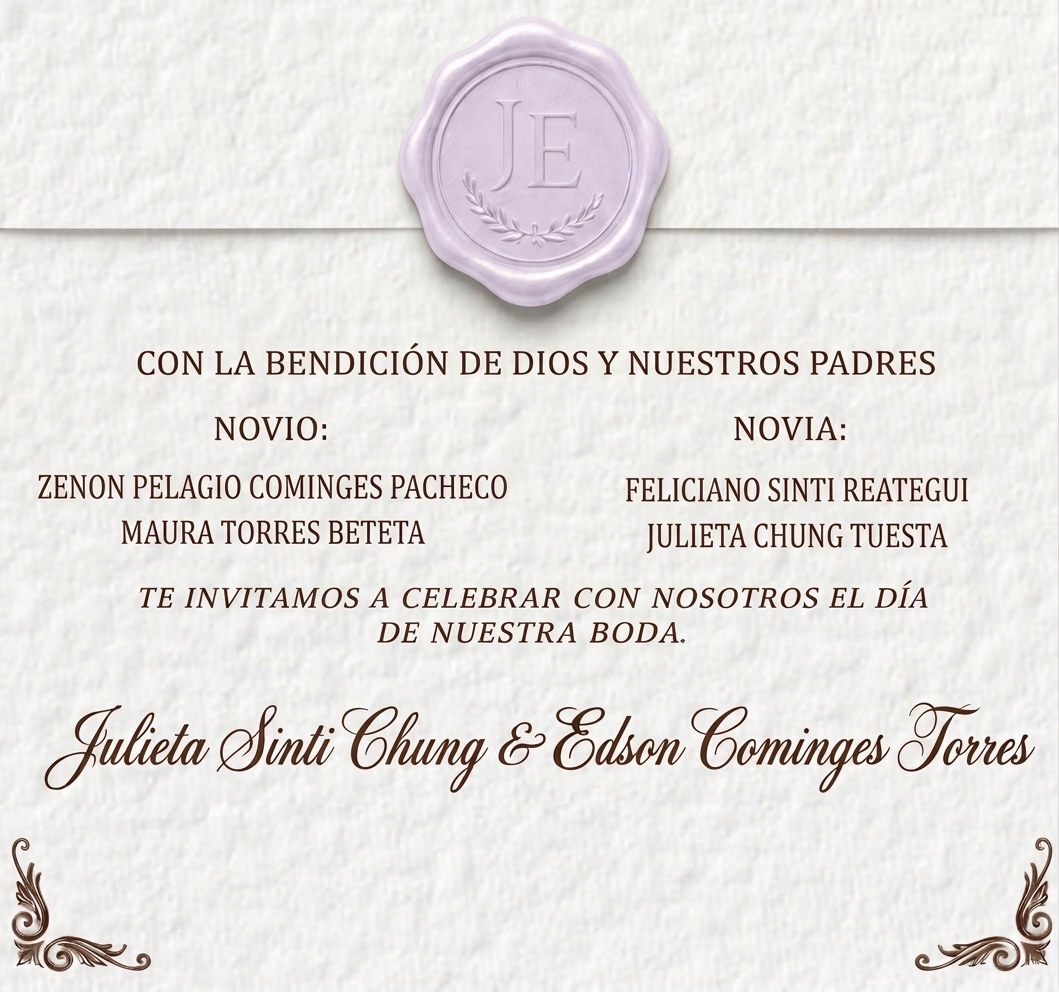 JE
CON LA BENDICIÓN DE DIOS Y NUESTROS PADRES
NOVIO:
ZENON PELAGIO COMINGES PACHECO
MAURA TORRES BETETA
NOVIA:
FELICIANO SINTI REATEGUI
JULIETA CHUNG TUESTA
TE INVITAMOS A CELEBRAR CON NOSOTROS EL DÍA
DE NUESTRA BODA.
Julieta Sinti Chung & Edson Cominges Torres